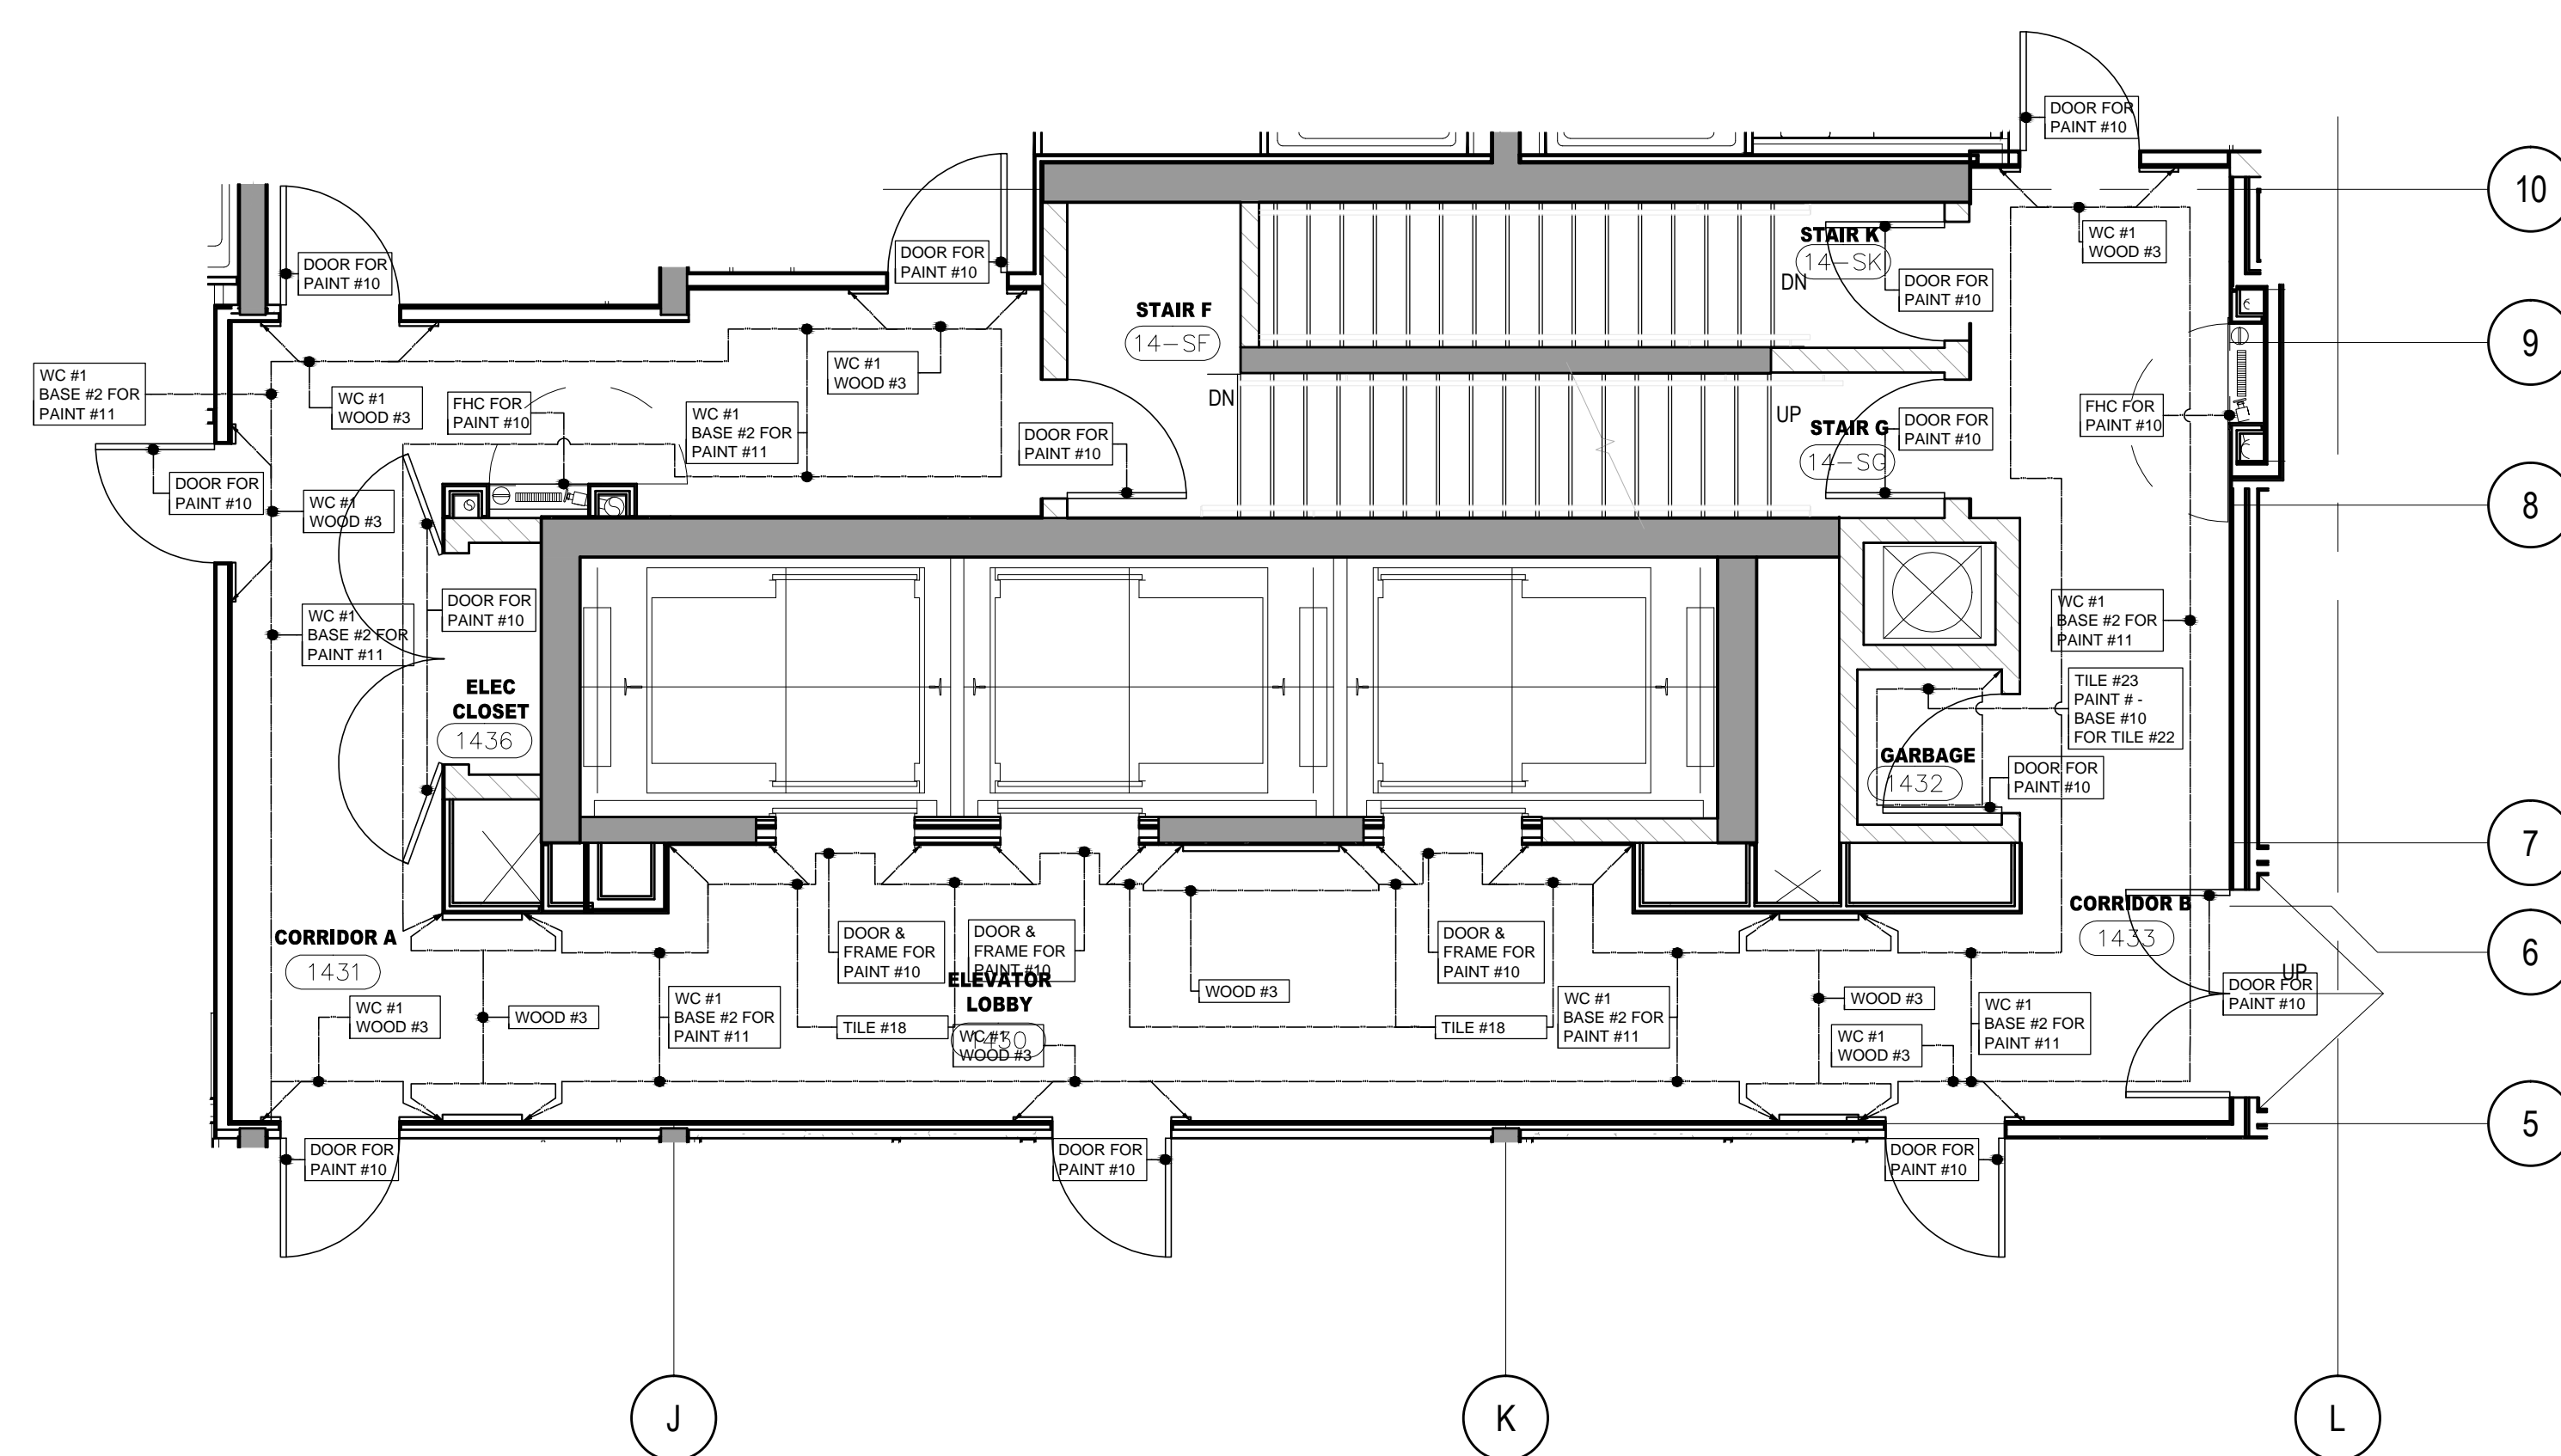 DOOR FOR
PAINT #10
10
DOOR FOR
PAINT #10
DOOR FOR
PAINT #10
STAIR K
14-SK
DN
DOOR FOR
PAINT #10
WC #1
WOOD #3
STAIR F
14-SF
9
WC #1
BASE #2 FOR
PAINT #11
WC #1
WOOD #3
FHC FOR
PAINT #10
WC #1
WOOD #3
WC #1
BASE #2 FOR
PAINT #11
DN
UP
STAIR G
14-SG
DOOR FOR
PAINT #10
FHC FOR
PAINT #10
DOOR FOR
PAINT #10
DOOR FOR
PAINT #10
WC #1
WOOD #3
8
WC #1
BASE #2 FOR
PAINT #11
DOOR FOR
PAINT #10
WC #1
BASE #2 FOR
PAINT #11
ELEC
CLOSET
1436
TILE #23
PAINT # -
BASE #10
FOR TILE #22
GARBAGE
1432
DOOR FOR
PAINT #10
7
CORRIDOR A
1431
DOOR &
FRAME FOR
PAINT #10
DOOR &
FRAME FOR
PAINT #10
DOOR &
FRAME FOR
PAINT #10
CORRIDOR B
1433
6
ELEVATOR
LOBBY
1430
WC #1
WOOD #3
WC #1
WOOD #3
WOOD #3
WC #1
BASE #2 FOR
PAINT #11
TILE #18
WOOD #3
TILE #18
WC #1
BASE #2 FOR
PAINT #11
WOOD #3
WC #1
WOOD #3
WC #1
BASE #2 FOR
PAINT #11
UP
DOOR FOR
PAINT #10
5
DOOR FOR
PAINT #10
DOOR FOR
PAINT #10
DOOR FOR
PAINT #10
J
K
L